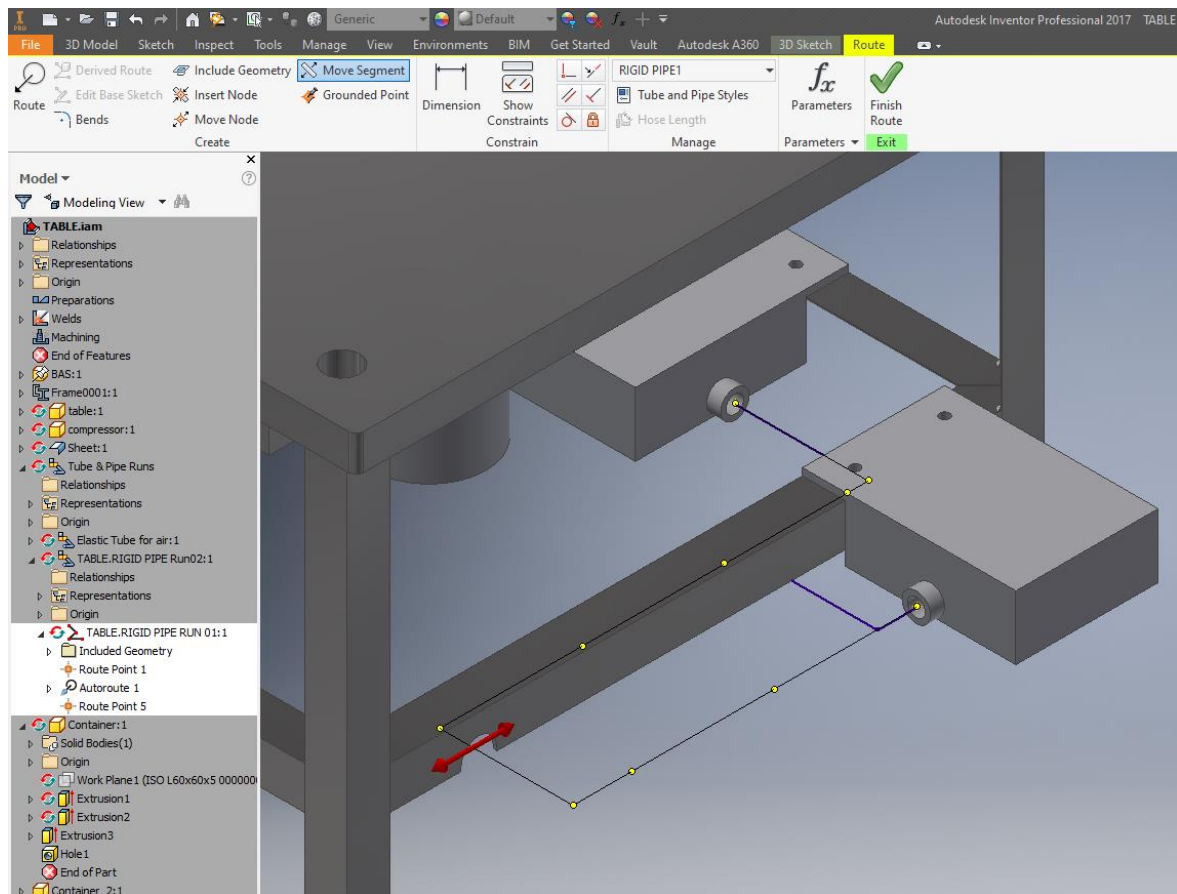 PRO
Generic
Default
fx
Autodesk Inventor Professional 2017 TABLE
File 3D Model Sketch Inspect Tools Manage View Environments BIM Get Started Vault Autodesk A360 3D Sketch Route
Route
Derived Route
Edit Base Sketch
Bends
Include Geometry
Insert Node
Move Node
Move Segment
Grounded Point
Create
Dimension
Show
Constraints
Constrain
RIGID PIPE1
Tube and Pipe Styles
Hose Length
Manage
fx
Parameters
Parameters
Finish
Route
Exit
Model
Modeling View
TABLE.iam
Relationships
Representations
Origin
Preparations
Welds
Machining
End of Features
BAS:1
Frame0001:1
table:1
compressor:1
Sheet:1
Tube & Pipe Runs
Relationships
Representations
Origin
Elastic Tube for air:1
TABLE.RIGID PIPE Run02:1
Relationships
Representations
Origin
TABLE.RIGID PIPE RUN 01:1
Included Geometry
Route Point 1
Autoroute 1
Route Point 5
Container:1
Solid Bodies(1)
Origin
Work Plane1 (ISO L60x60x5 000000
Extrusion1
Extrusion2
Extrusion3
Hole1
End of Part
Container_2:1